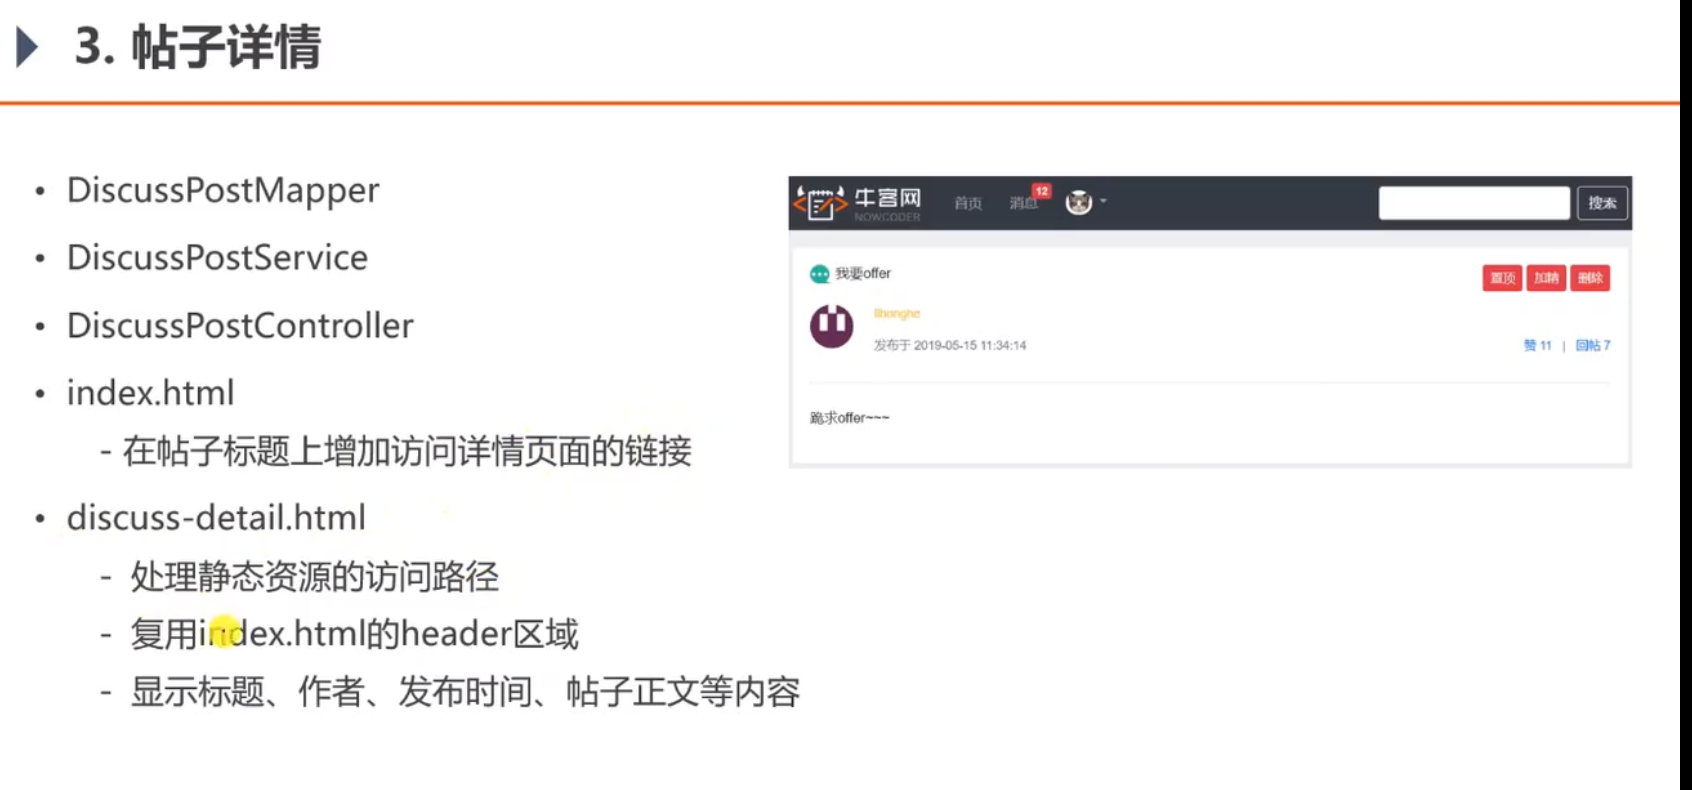 3. 帖子详情
• DiscussPostMapper
• DiscussPostService
• DiscussPostController
• index.html
- 在帖子标题上增加访问详情页面的链接
• discuss-detail.html
- 处理静态资源的访问路径
- 复用index.html的header区域
- 显示标题、作者、发布时间、帖子正文等内容
牛客网
NOWCODER
首页
消息
12
搜索
我要offer
置顶
加精
删除
lihonghe
发布于 2019-05-15 11:34:14
赞 11 | 回帖 7
跪求offer~~~